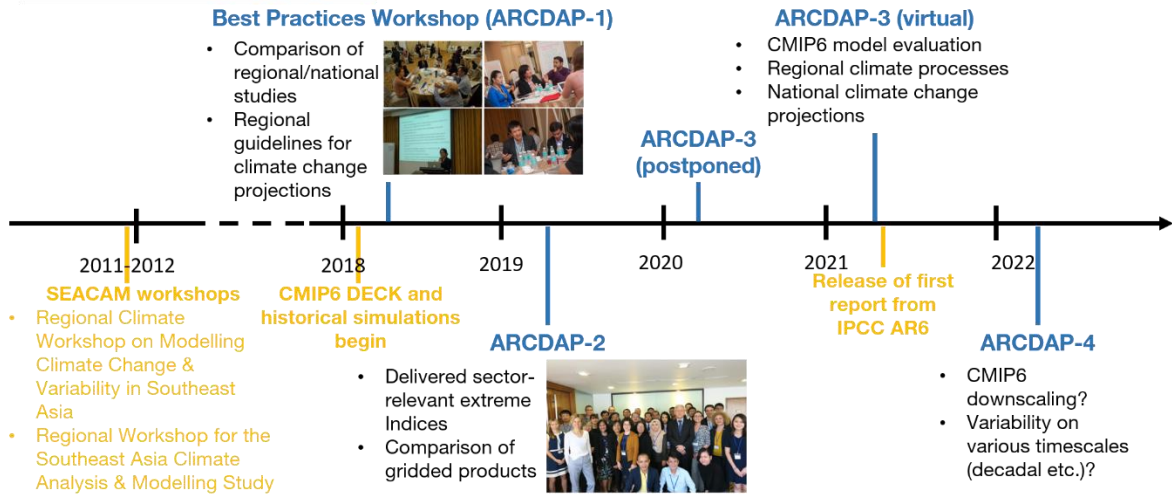 Best Practices Workshop (ARCDAP-1)
• Comparison of
regional/national
studies
• Regional
guidelines for
climate change
projections
ARCDAP-3
(postponed)
ARCDAP-3 (virtual)
• CMIP6 model evaluation
• Regional climate processes
• National climate change
projections
2011-2012
2018
2019
2020
2021
2022
SEACAM workshops
• Regional Climate
Workshop on Modelling
Climate Change &
Variability in Southeast
Asia
• Regional Workshop for the
Southeast Asia Climate
Analysis & Modelling Study
CMIP6 DECK and
historical simulations
begin
ARCDAP-2
• Delivered sector-
relevant extreme
Indices
• Comparison of
gridded products
Release of first
report from
IPCC AR6
ARCDAP-4
• CMIP6
downscaling?
• Variability on
various timescales
(decadal etc.)?